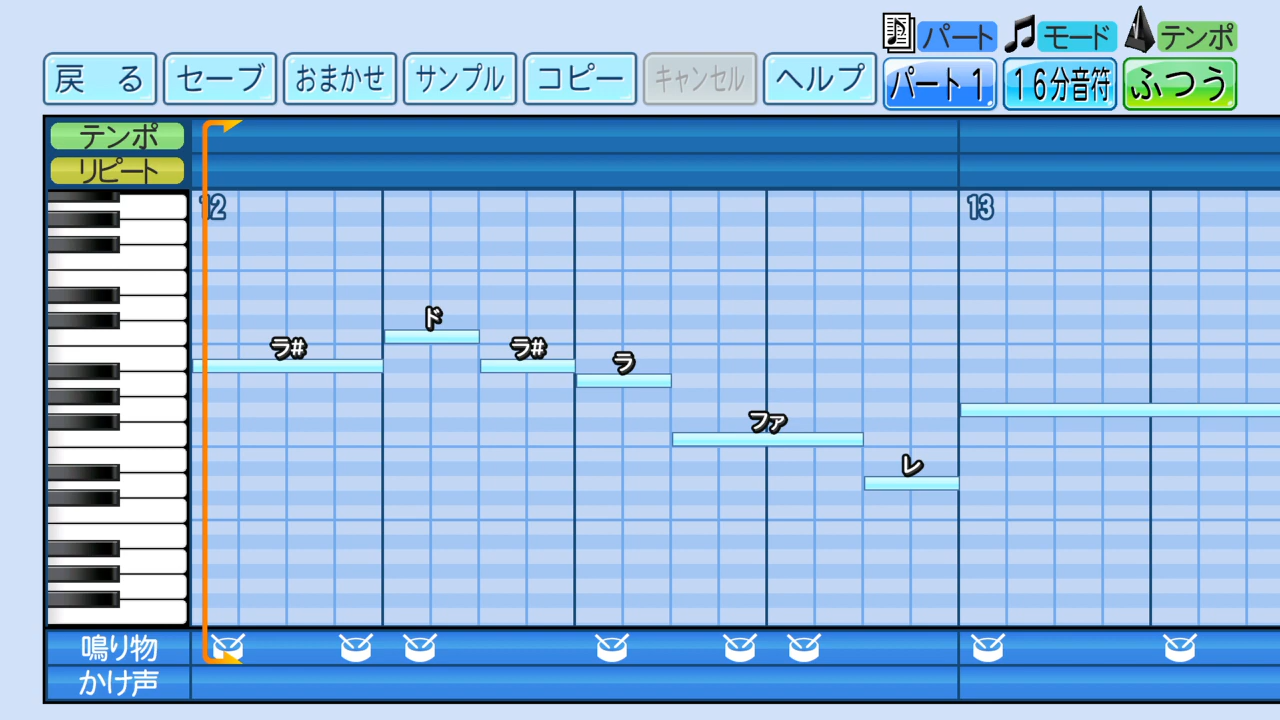 パート モード テンポ
戻 る セーブ おまかせ サンプル コピー キャンセル ヘルプ パート1 16分音符 ふつう
テンポ
リピート
12 13
ド
ラ# ラ#
ラ
ファ
レ
鳴り物
かけ声